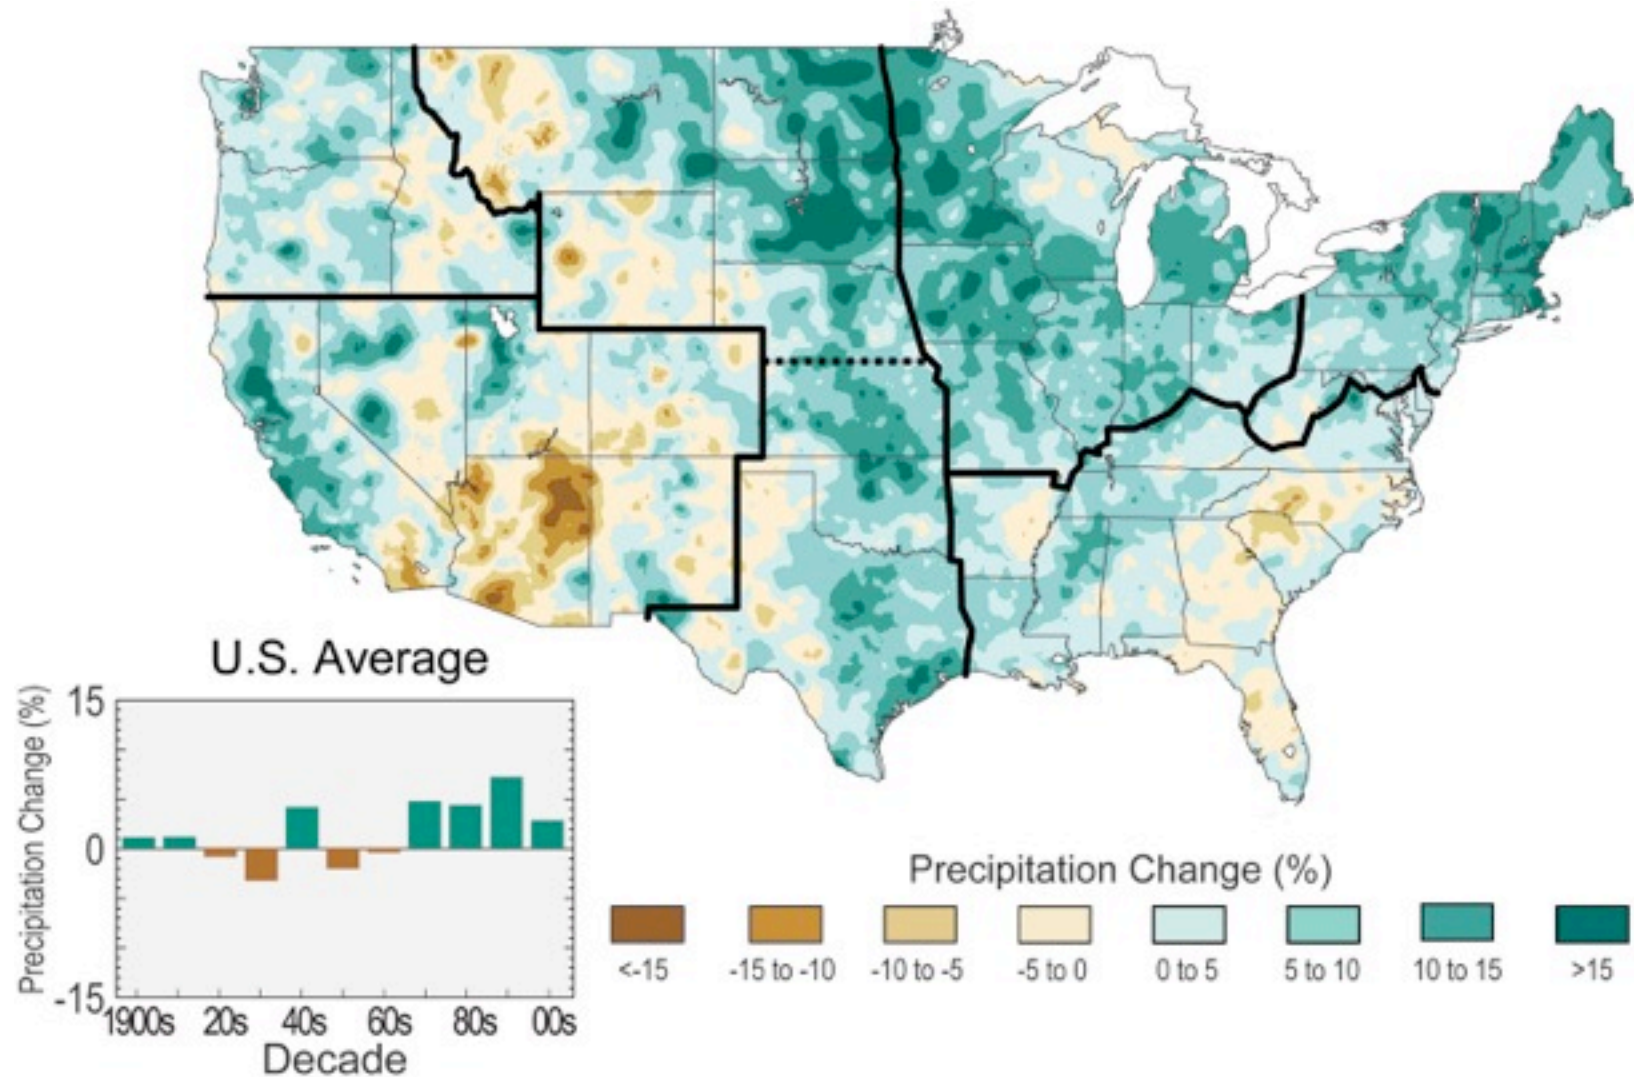 U.S. Average
Precipitation Change (%)
15
0
-15
1900s 20s 40s 60s 80s 00s
Decade
Precipitation Change (%)
<-15 -15 to -10 -10 to -5 -5 to 0 0 to 5 5 to 10 10 to 15 >15